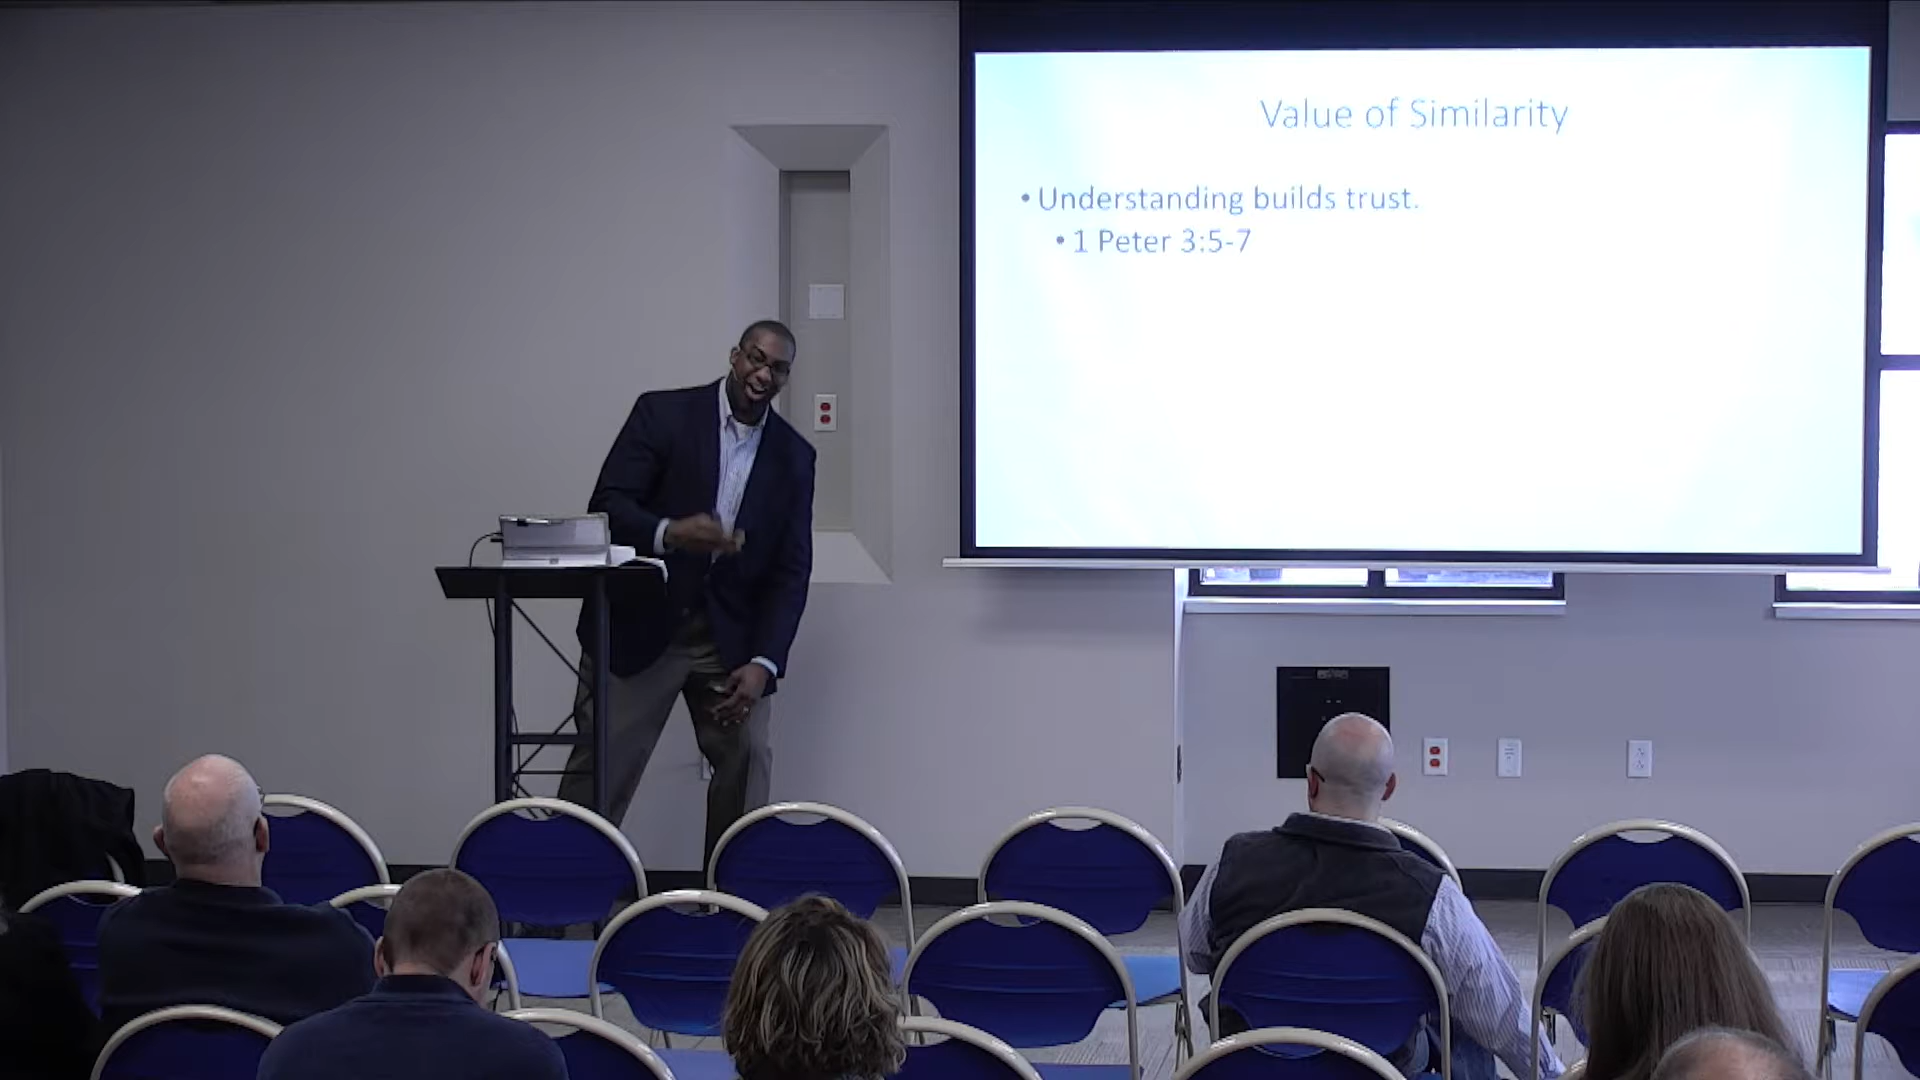 Value of Similarity
• Understanding builds trust.
• 1 Peter 3:5-7